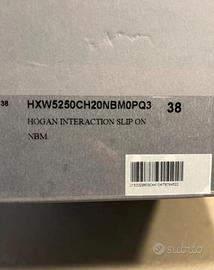 38 HXW5250CH20NBM0PQ3 38
HOGAN INTERACTION SLIP ON
NBM
subito